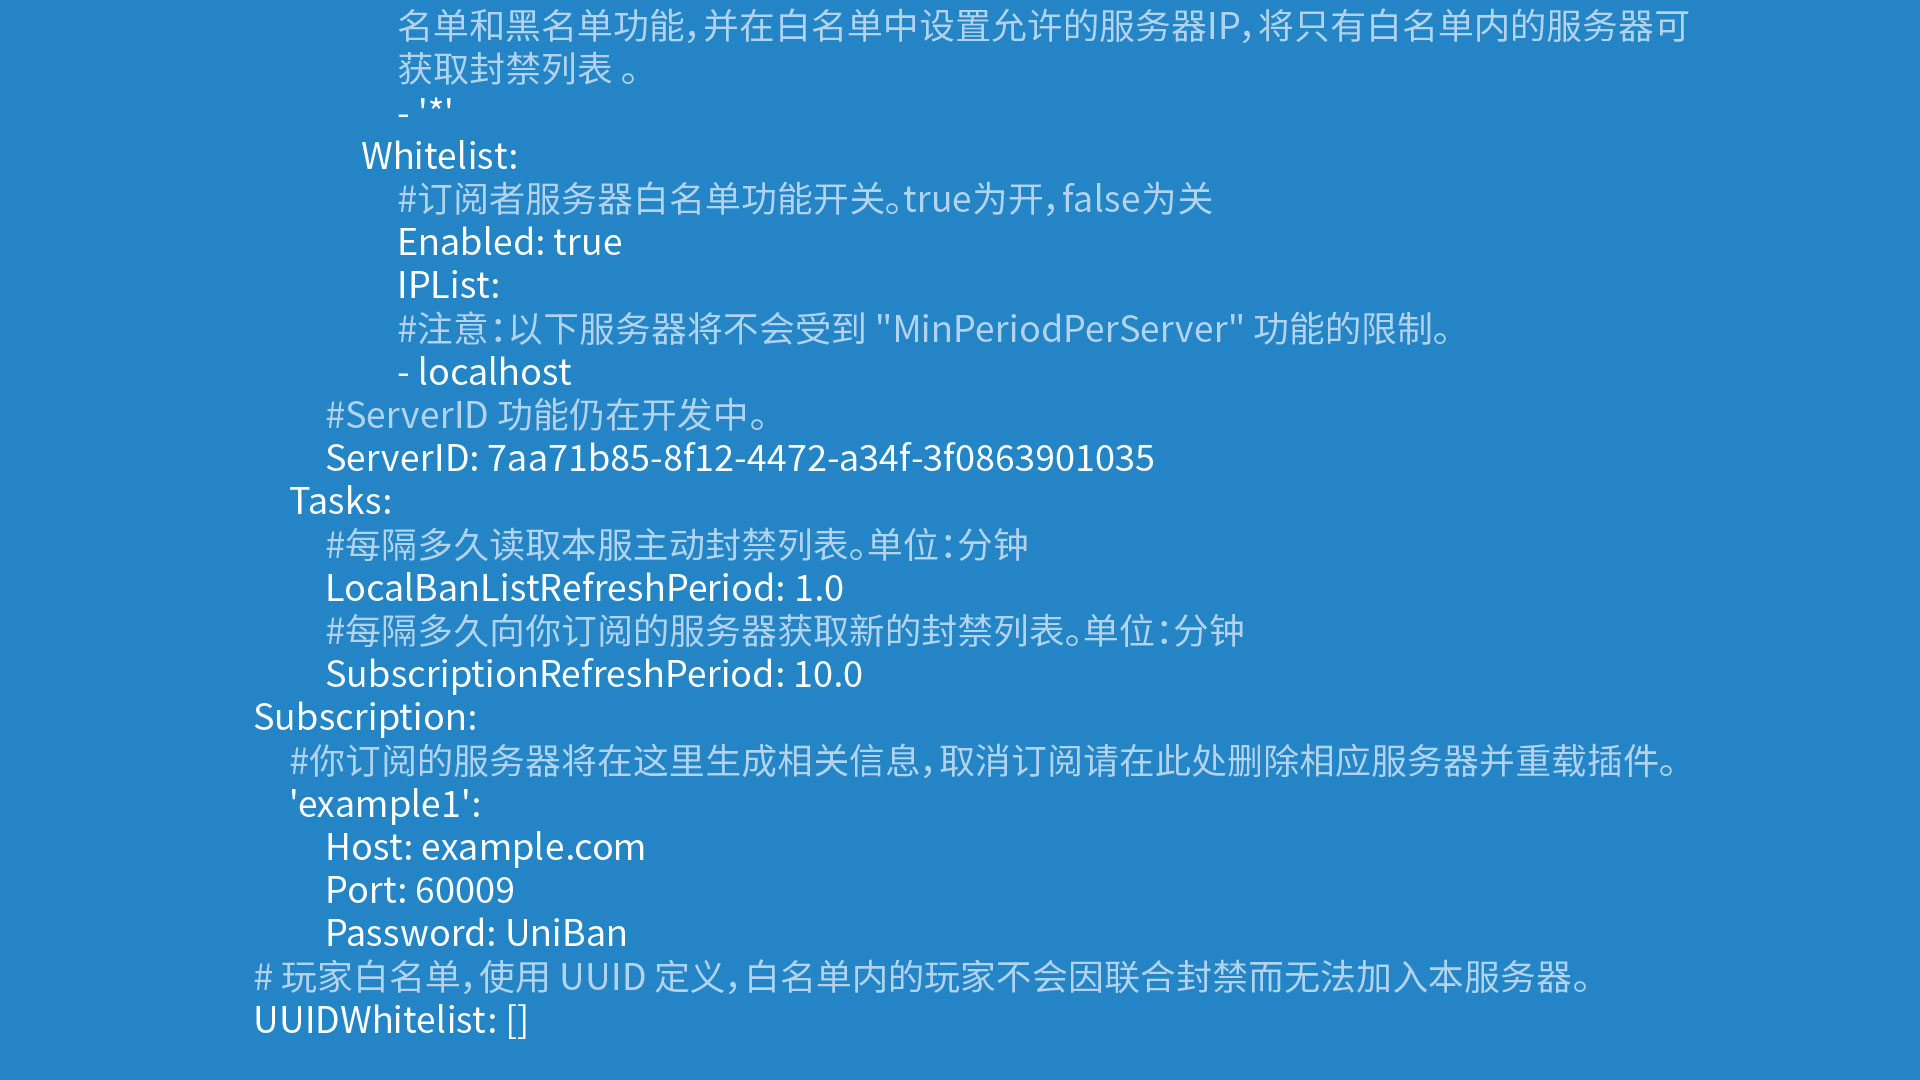 名单和黑名单功能，并在白名单中设置允许的服务器IP，将只有白名单内的服务器可
获取封禁列表 。
- '*'
Whitelist:
#订阅者服务器白名单功能开关。true为开，false为关
Enabled: true
IPList:
#注意：以下服务器将不会受到 "MinPeriodPerServer" 功能的限制。
- localhost
#ServerID 功能仍在开发中。
ServerID: 7aa71b85-8f12-4472-a34f-3f0863901035
Tasks:
#每隔多久读取本服主动封禁列表。单位：分钟
LocalBanListRefreshPeriod: 1.0
#每隔多久向你订阅的服务器获取新的封禁列表。单位：分钟
SubscriptionRefreshPeriod: 10.0
Subscription:
#你订阅的服务器将在这里生成相关信息，取消订阅请在此处删除相应服务器并重载插件。
'example1':
Host: example.com
Port: 60009
Password: UniBan
# 玩家白名单，使用 UUID 定义，白名单内的玩家不会因联合封禁而无法加入本服务器。
UUIDWhitelist: []